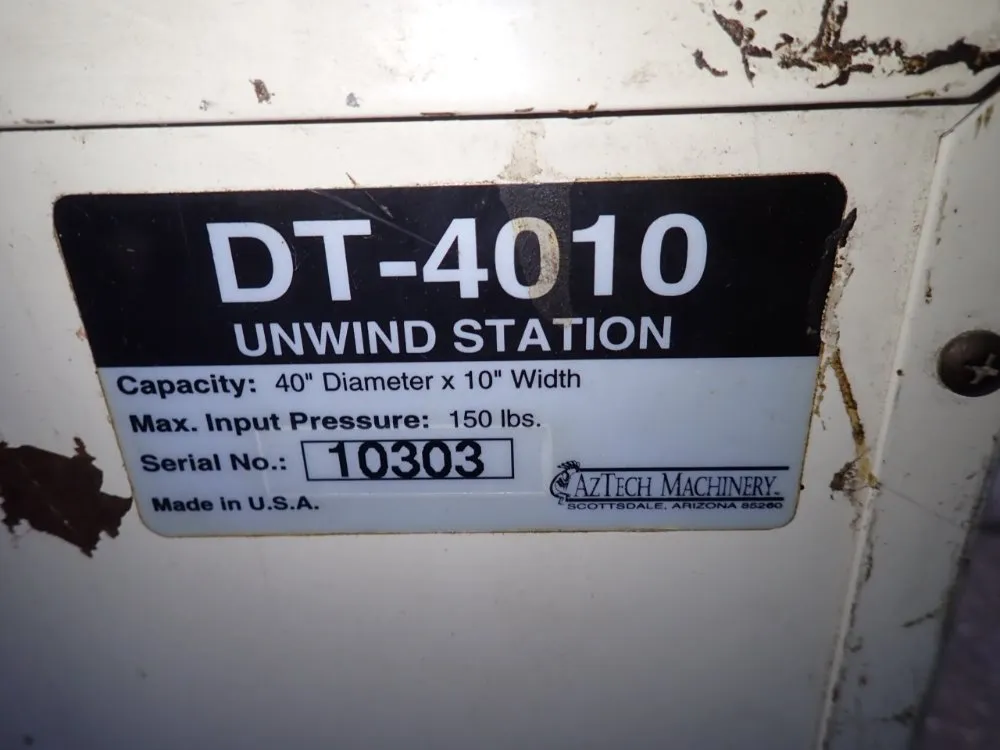 DT-4010
UNWIND STATION
Capacity: 40" Diameter x 10" Width
Max. Input Pressure: 150 lbs.
Serial No.: 10303
Made in U.S.A.
AZTECH MACHINERY
SCOTTSDALE, ARIZONA 85260